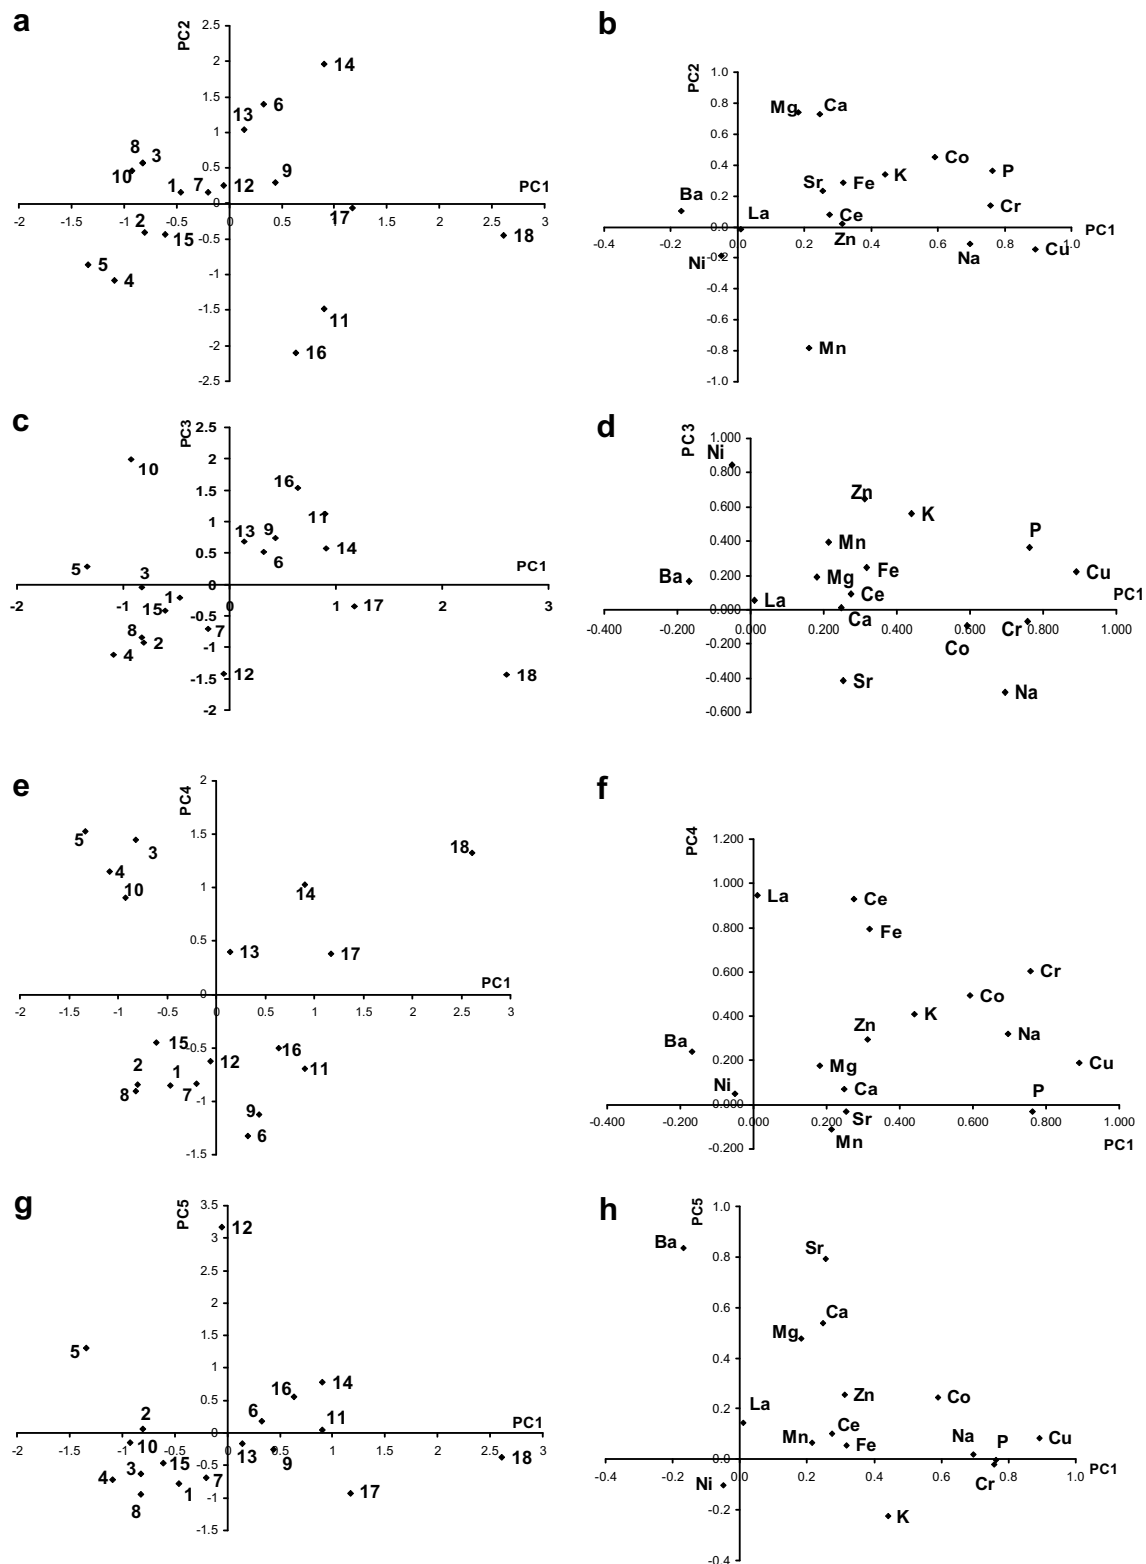 a
PC2
2.5
2
1.5
1
0.5
0
-0.5
-1
-1.5
-2
-2.5
-2 -1.5 -1 -0.5 0 0.5 1 1.5 2 2.5 3
PC1
14
6
13
8 3
10
1 7 12 9
17
2 15
18
5 4
11
16
b
PC2
1.0
0.8
0.6
0.4
0.2
0.0
-0.2
-0.4
-0.6
-0.8
-1.0
-0.4 -0.2 0.0 0.2 0.4 0.6 0.8 1.0
PC1
Mg Ca
Co
P
K
Fe
Sr
Ba
Cr
La Ce
Zn
Na
Cu
Ni
Mn
c
PC3
2.5
2
1.5
1
0.5
0
-0.5
-1
-1.5
-2
-2 -1 0 1 2 3
PC1
10
16
11
13 9
14
6
5
3
1
15
17
8 2 7
4
12
18
d
PC3
1.000
0.800
0.600
0.400
0.200
0.000
-0.200
-0.400
-0.600
-0.400 -0.200 0.000 0.200 0.400 0.600 0.800 1.000
PC1
Ni
Zn
K
P
Mn
Fe
Cu
Ba
Mg
La
Ce
Ca
Cr
Co
Sr
Na
e
PC4
2
1.5
1
0.5
0
-0.5
-1
-1.5
-2 -1.5 -1 -0.5 0 0.5 1 1.5 2 2.5 3
PC1
5 3
18
4
10
14
13 17
15
16
12
11
2 1
8 7
9
6
f
PC4
1.200
1.000
0.800
0.600
0.400
0.200
0.000
-0.200
-0.400 -0.200 0.000 0.200 0.400 0.600 0.800 1.000
PC1
La Ce
Fe
Cr
Co
K
Na
Zn
Ba
Mg
Cu
Ni
Ca
P
Sr
Mn
g
PC5
3.5
3
2.5
2
1.5
1
0.5
0
-0.5
-1
-1.5
-2 -1.5 -1 -0.5 0 0.5 1 1.5 2 2.5 3
PC1
12
5
14
16
6
11
2
10
13
9
18
15
3
4
7
1
17
8
h
PC5
1.0
0.8
0.6
0.4
0.2
0.0
-0.2
-0.4
-0.4 -0.2 0.0 0.2 0.4 0.6 0.8 1.0
PC1
Ba
Sr
Ca
Mg
Zn
Co
La
Ce
Mn
Fe
Na P
Cu
Cr
Ni
K